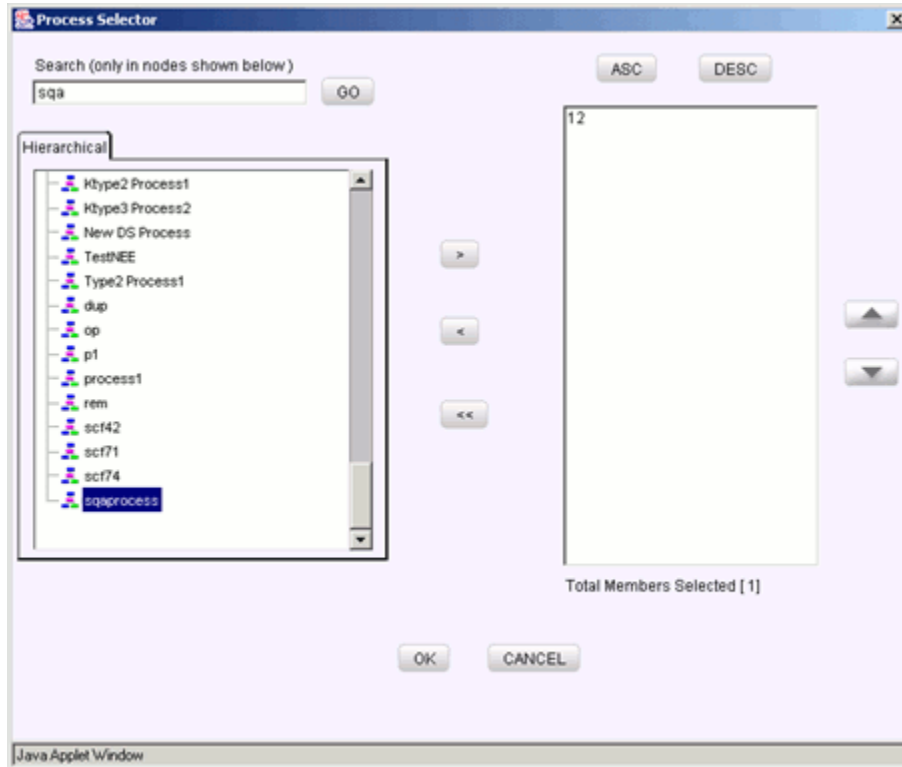 Process Selector
Search (only in nodes shown below)
sqa
GO
ASC
DESC
Hierarchical
Ktype2 Process1
Ktype3 Process2
New DS Process
TestNEE
Type2 Process1
dup
op
p1
process1
rem
scf42
scf71
scf74
sqaprocess
>
<
<<
12
Total Members Selected [ 1]
OK
CANCEL
Java Applet Window